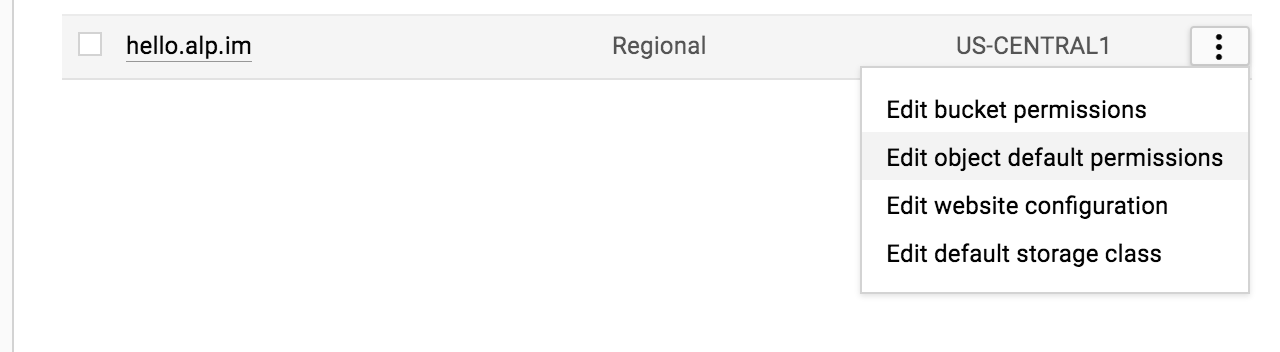 hello.alp.im Regional US-CENTRAL1
Edit bucket permissions
Edit object default permissions
Edit website configuration
Edit default storage class